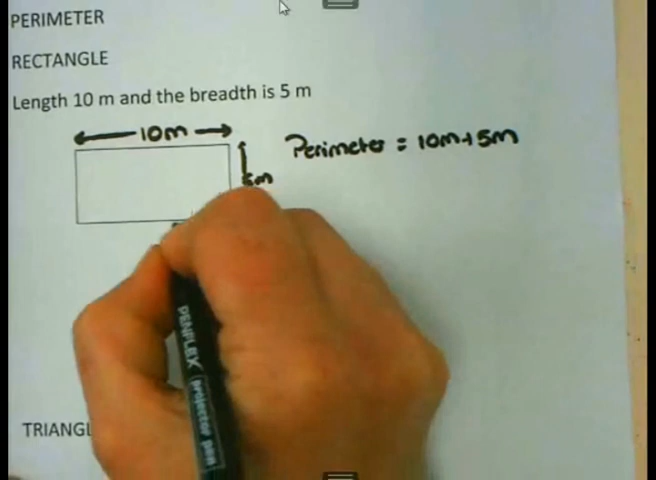 PERIMETER
RECTANGLE
Length 10 m and the breadth is 5 m
10m
Perimeter = 10m+5m
5m
TRIANGL
PENFLEX projector pen